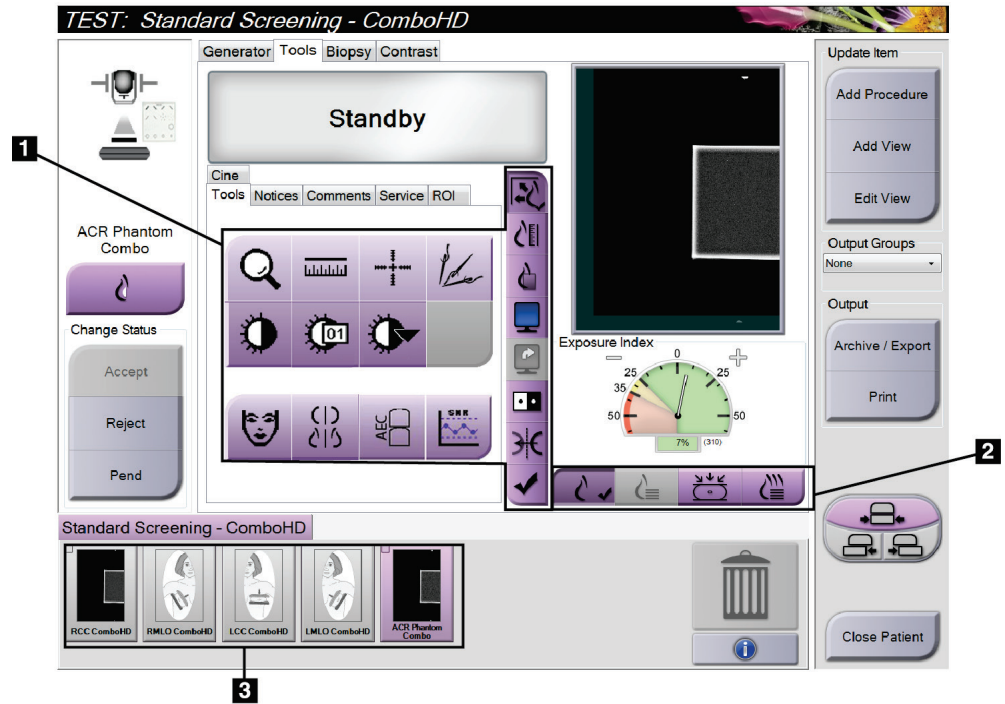 TEST: Standard Screening - ComboHD
Generator Tools Biopsy Contrast
Standby
Cine
Tools Notices Comments Service ROI
1
ACR Phantom
Combo
Change Status
Accept
Reject
Pend
01
AEC
SNR
Exposure Index
0
25 25
35
50 50
7% (310)
2
Update Item
Add Procedure
Add View
Edit View
Output Groups
None
Output
Archive / Export
Print
Close Patient
Standard Screening - ComboHD
RCC ComboHD RMLO ComboHD LCC ComboHD LMLO ComboHD ACR Phantom
Combo
3